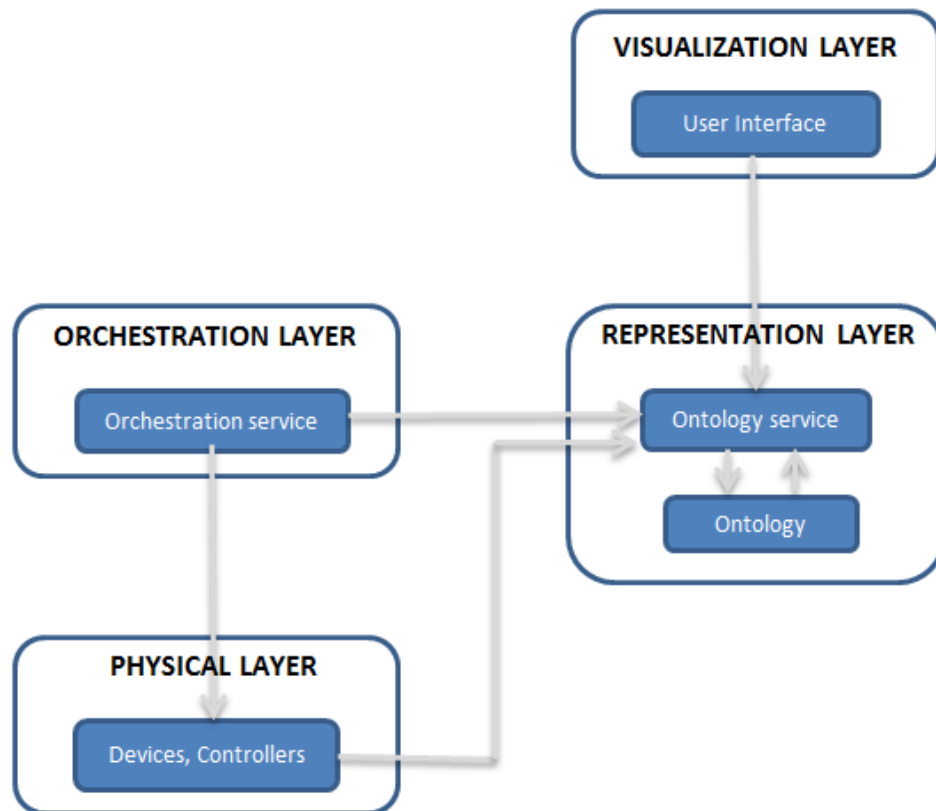 VISUALIZATION LAYER
User Interface
ORCHESTRATION LAYER
Orchestration service
REPRESENTATION LAYER
Ontology service
Ontology
PHYSICAL LAYER
Devices, Controllers